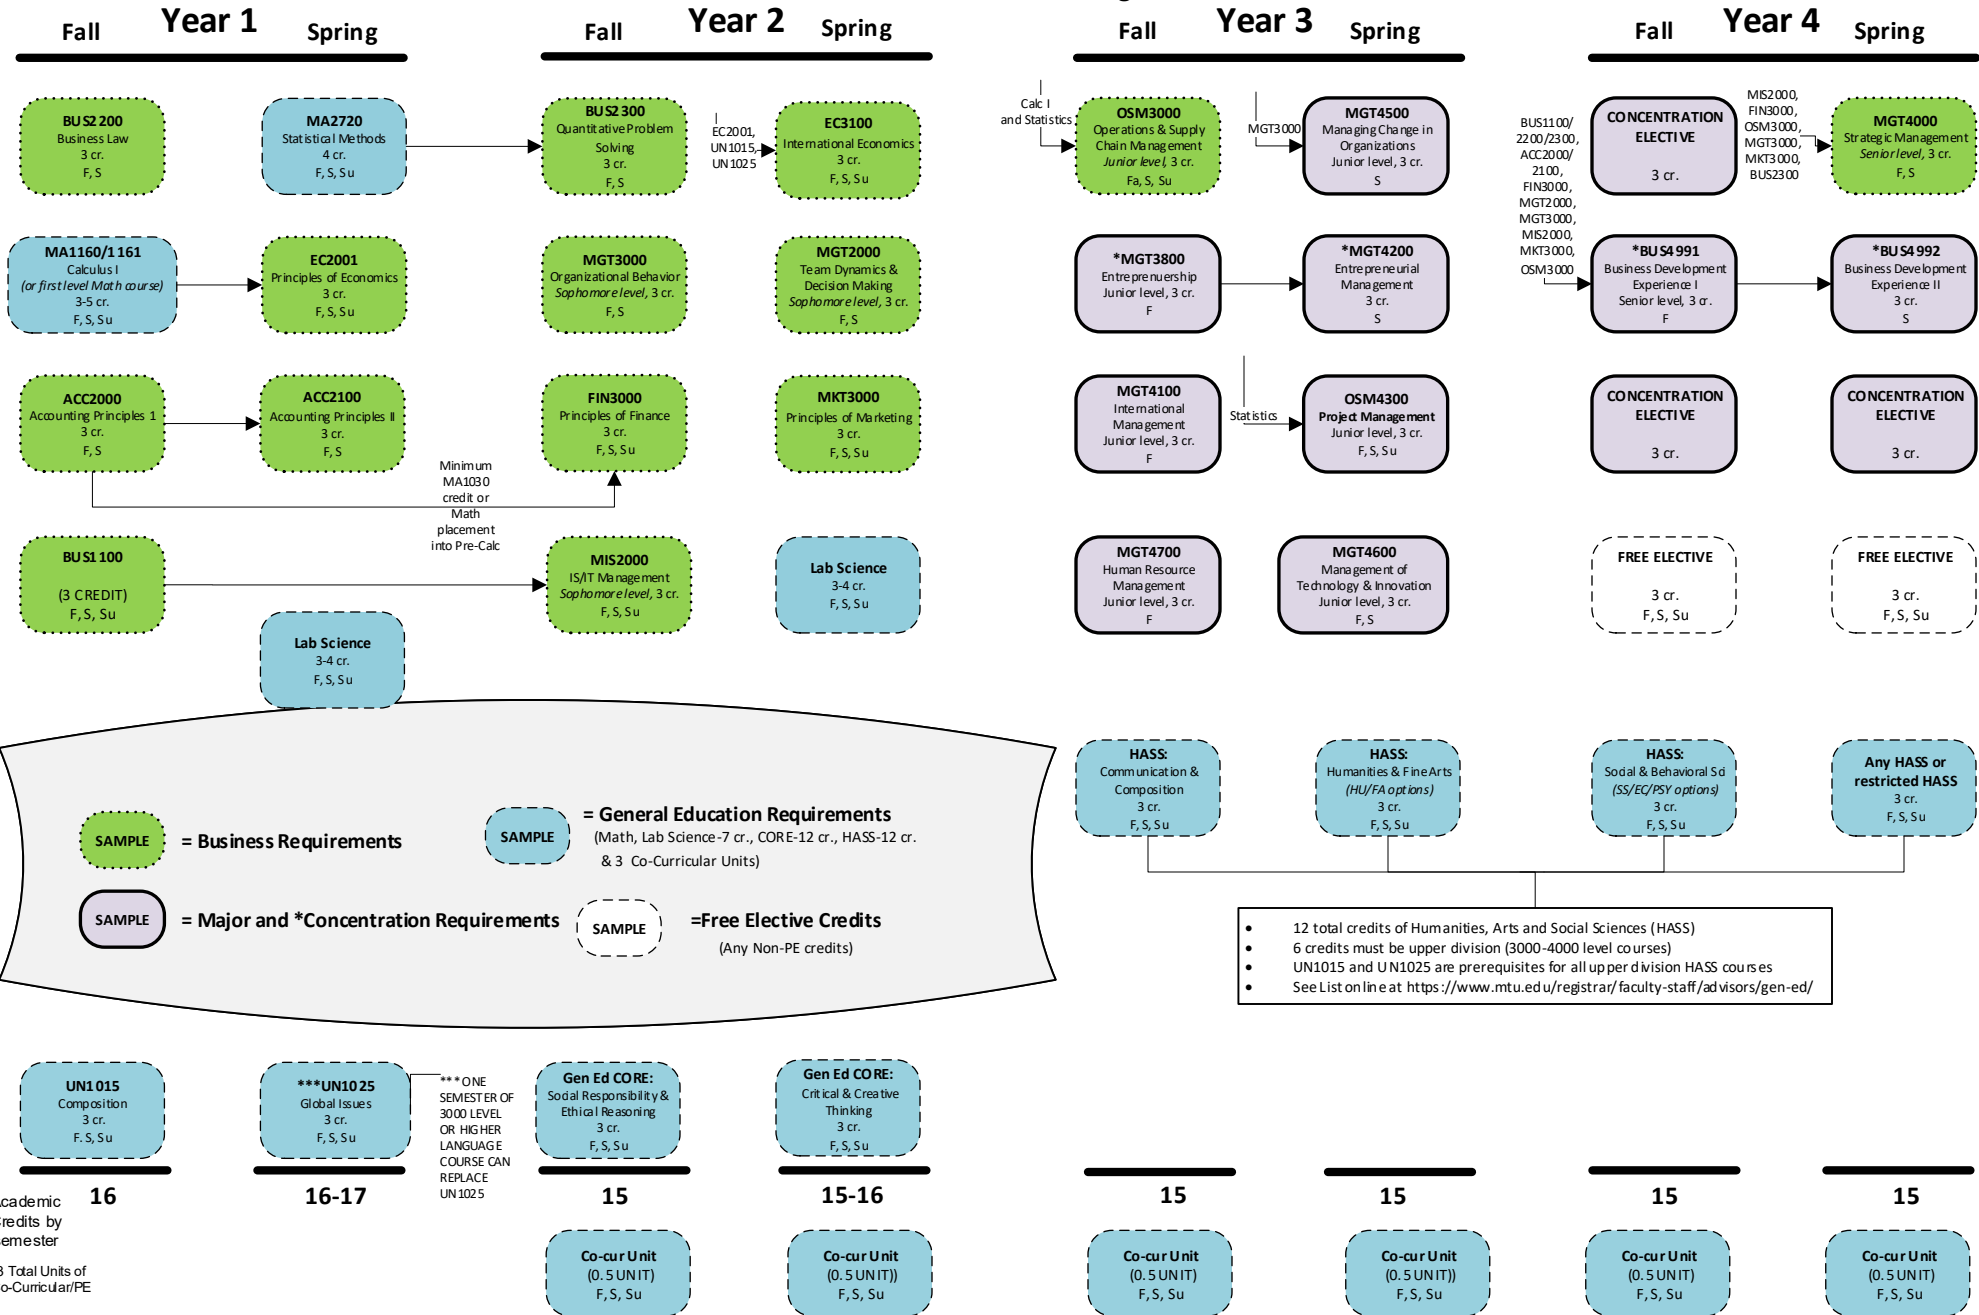 Year 1
Fall
Spring
Year 2
Fall
Spring
Year 3
Fall
Spring
Year 4
Fall
Spring
BUS2200
Business Law
3 cr.
F, S
MA2720
Statistical Methods
4 cr.
F, S, Su
BUS2300
Quantitative Problem
Solving
3 cr.
F, S
EC2001,
UN1015,
UN1025
EC3100
International Economics
3 cr.
F, S, Su
Calc I
and Statistics
OSM3000
Operations & Supply
Chain Management
Junior level, 3 cr.
Fa, S, Su
MGT3000
MGT4500
Managing Change in
Organizations
Junior level, 3 cr.
S
BUS1100/
2200/2300,
ACC2000/
2100,
FIN3000,
MGT2000,
MGT3000,
MIS2000,
MKT3000,
OSM3000
CONCENTRATION
ELECTIVE
3 cr.
MIS2000,
FIN3000,
OSM3000,
MGT3000,
MKT3000,
BUS2300
MGT4000
Strategic Management
Senior level, 3 cr.
F, S
MA1160/1161
Calculus I
(or first level Math course)
3-5 cr.
F, S, Su
EC2001
Principles of Economics
3 cr.
F, S, Su
MGT3000
Organizational Behavior
Sophomore level, 3 cr.
F, S
MGT2000
Team Dynamics &
Decision Making
Sophomore level, 3 cr.
F, S
*MGT3800
Entreprenuership
Junior level, 3 cr.
F
*MGT4200
Entrepreneurial
Management
3 cr.
S
*BUS4991
Business Development
Experience I
Senior level, 3 cr.
F
*BUS4992
Business Development
Experience II
3 cr.
S
ACC2000
Accounting Principles 1
3 cr.
F, S
ACC2100
Accounting Principles II
3 cr.
F, S
Minimum
MA1030
credit or
Math
placement
into Pre-Calc
FIN3000
Principles of Finance
3 cr.
F, S, Su
MKT3000
Principles of Marketing
3 cr.
F, S, Su
MGT4100
International
Management
Junior level, 3 cr.
F
Statistics
OSM4300
Project Management
Junior level, 3 cr.
F, S, Su
CONCENTRATION
ELECTIVE
3 cr.
CONCENTRATION
ELECTIVE
3 cr.
BUS1100
(3 CREDIT)
F, S, Su
Lab Science
3-4 cr.
F, S, Su
MIS2000
IS/IT Management
Sophomore level, 3 cr.
F, S, Su
Lab Science
3-4 cr.
F, S, Su
MGT4700
Human Resource
Management
Junior level, 3 cr.
F
MGT4600
Management of
Technology & Innovation
Junior level, 3 cr.
F, S
FREE ELECTIVE
3 cr.
F, S, Su
FREE ELECTIVE
3 cr.
F, S, Su
SAMPLE
= Business Requirements
SAMPLE
= General Education Requirements
(Math, Lab Science-7 cr., CORE-12 cr., HASS-12 cr.
& 3 Co-Curricular Units)
SAMPLE
= Major and *Concentration Requirements
SAMPLE
=Free Elective Credits
(Any Non-PE credits)
HASS:
Communication &
Composition
3 cr.
F, S, Su
HASS:
Humanities & Fine Arts
(HU/FA options)
3 cr.
F, S, Su
HASS:
Social & Behavioral Sci
(SS/EC/PSY options)
3 cr.
F, S, Su
Any HASS or
restricted HASS
3 cr.
F, S, Su
• 12 total credits of Humanities, Arts and Social Sciences (HASS)
• 6 credits must be upper division (3000-4000 level courses)
• UN1015 and UN1025 are prerequisites for all upper division HASS courses
• See List online at https://www.mtu.edu/registrar/faculty-staff/advisors/gen-ed/
UN1015
Composition
3 cr.
F. S, Su
***UN1025
Global Issues
3 cr.
F, S, Su
***ONE
SEMESTER OF
3000 LEVEL
OR HIGHER
LANGUAGE
COURSE CAN
REPLACE
UN1025
Gen Ed CORE:
Social Responsibility &
Ethical Reasoning
3 cr.
F, S, Su
Gen Ed CORE:
Critical & Creative
Thinking
3 cr.
F, S, Su
Academic
Credits by
semester
16
16-17
15
15-16
15
15
15
15
3 Total Units of
Co-Curricular/PE
Co-cur Unit
(0.5 UNIT)
F, S, Su
Co-cur Unit
(0.5 UNIT))
F, S, Su
Co-cur Unit
(0.5 UNIT)
F, S, Su
Co-cur Unit
(0.5 UNIT))
F, S, Su
Co-cur Unit
(0.5 UNIT)
F, S, Su
Co-cur Unit
(0.5 UNIT)
F, S, Su